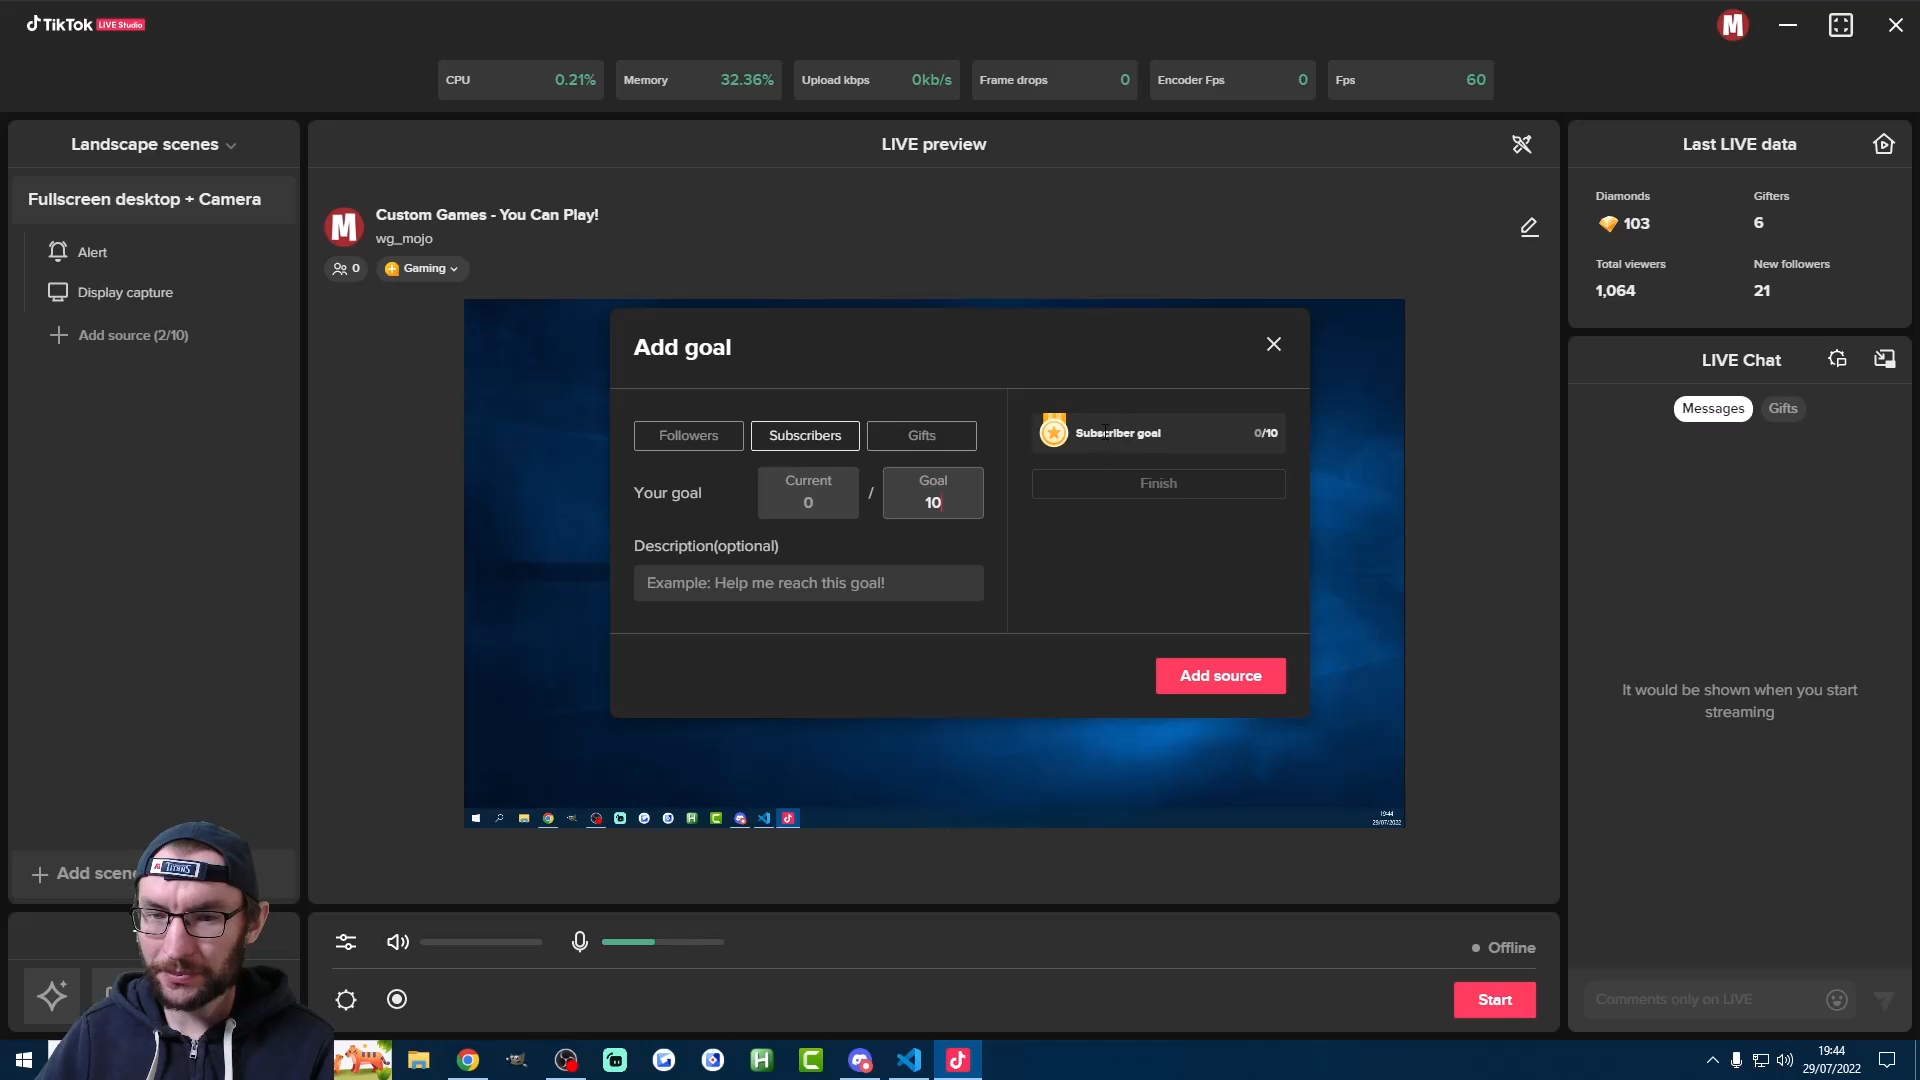 TikTok LIVE Studio
CPU 0.21%
Memory 32.36%
Upload kbps 0kb/s
Frame drops 0
Encoder Fps 0
Fps 60
Landscape scenes
Fullscreen desktop + Camera
Alert
Display capture
Add source (2/10)
LIVE preview
M
Custom Games - You Can Play!
wg_mojo
0
Gaming
Add goal
Followers
Subscribers
Gifts
Your goal
Current
0
/
Goal
10
Description(optional)
Example: Help me reach this goal!
Subscriber goal
0/10
Finish
Add source
19:44
29/07/2022
M
Last LIVE data
Diamonds
103
Gifters
6
Total viewers
1,064
New followers
21
LIVE Chat
Messages
Gifts
It would be shown when you start
streaming
Comments only on LIVE
Add scene
Offline
Start
19:44
29/07/2022